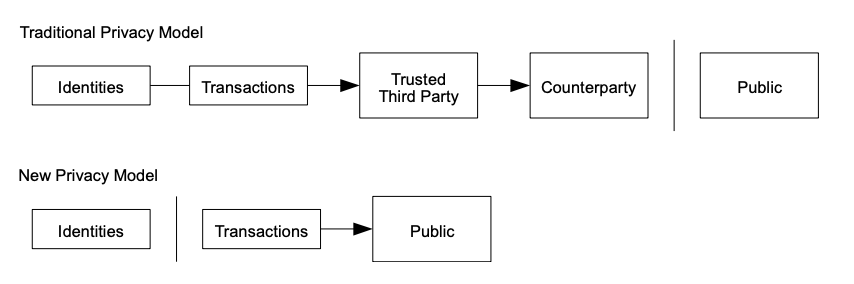 Traditional Privacy Model
Identities
Transactions
Trusted
Third Party
Counterparty
Public
New Privacy Model
Identities
Transactions
Public